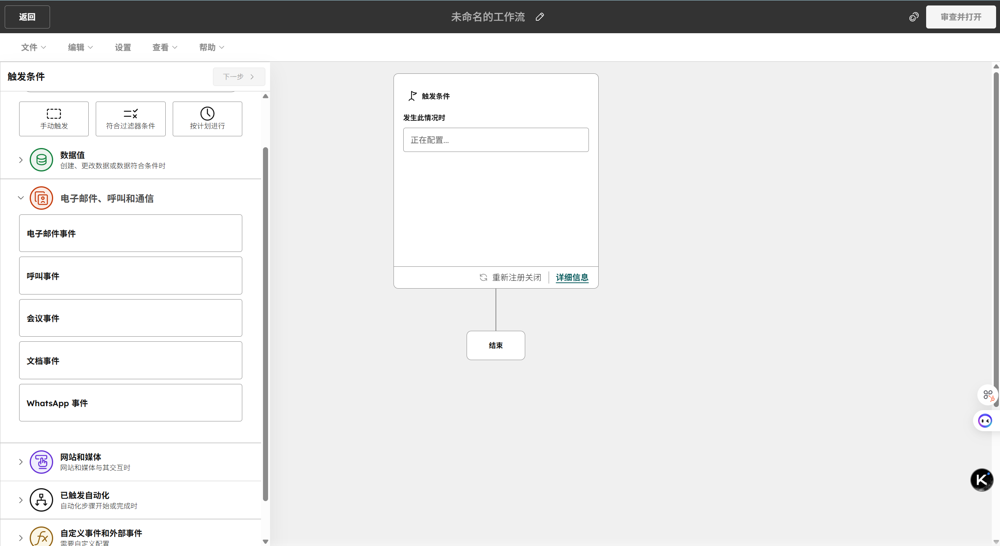 返回
未命名的工作流
审查并打开
文件
编辑
设置
查看
帮助
触发条件
下一步
手动触发
符合过滤器条件
按计划进行
数据值
创建、更改数据或数据符合条件时
电子邮件、呼叫和通信
电子邮件事件
呼叫事件
会议事件
文档事件
WhatsApp 事件
网站和媒体
网站和媒体与其交互时
已触发自动化
自动化步骤开始或完成时
fx
自定义事件和外部事件
需要自定义配置
触发条件
发生此情况时
正在配置...
重新注册关闭
详细信息
结束
K